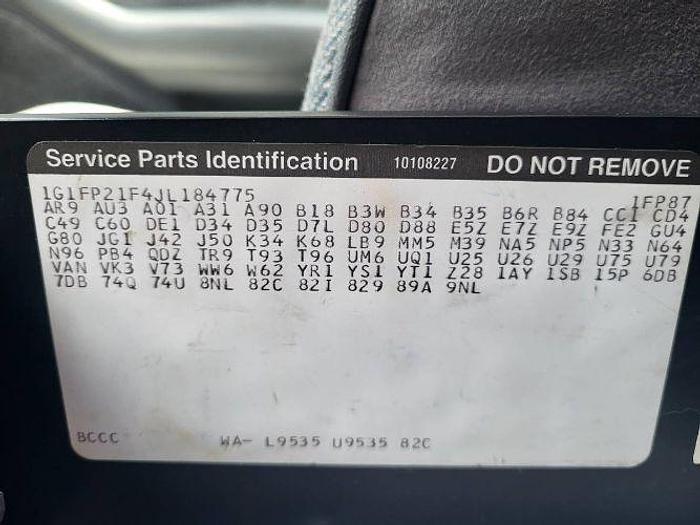 Service Parts Identification 10108227 DO NOT REMOVE
1G1FP21F4JL184775 1FP87
AR9 AU3 A01 A31 A90 B18 B3W B34 B35 B6R B84 CC1 CD4
C49 C60 DE1 D34 D35 D7L D80 D88 E5Z E7Z E9Z FE2 GU4
G80 JG1 J42 J50 K34 K68 LB9 MM5 M39 NA5 NP5 N33 N64
N96 PB4 QDZ TR9 T93 T96 UM6 UQ1 U25 U26 U29 U75 U79
VAN VK3 V73 WW6 W62 YR1 YS1 YT1 Z28 1AY 1SB 15P 6DB
7DB 74Q 74U 8NL 82C 82I 829 89A 9NL
BCCC WA- L9535 U9535 82C